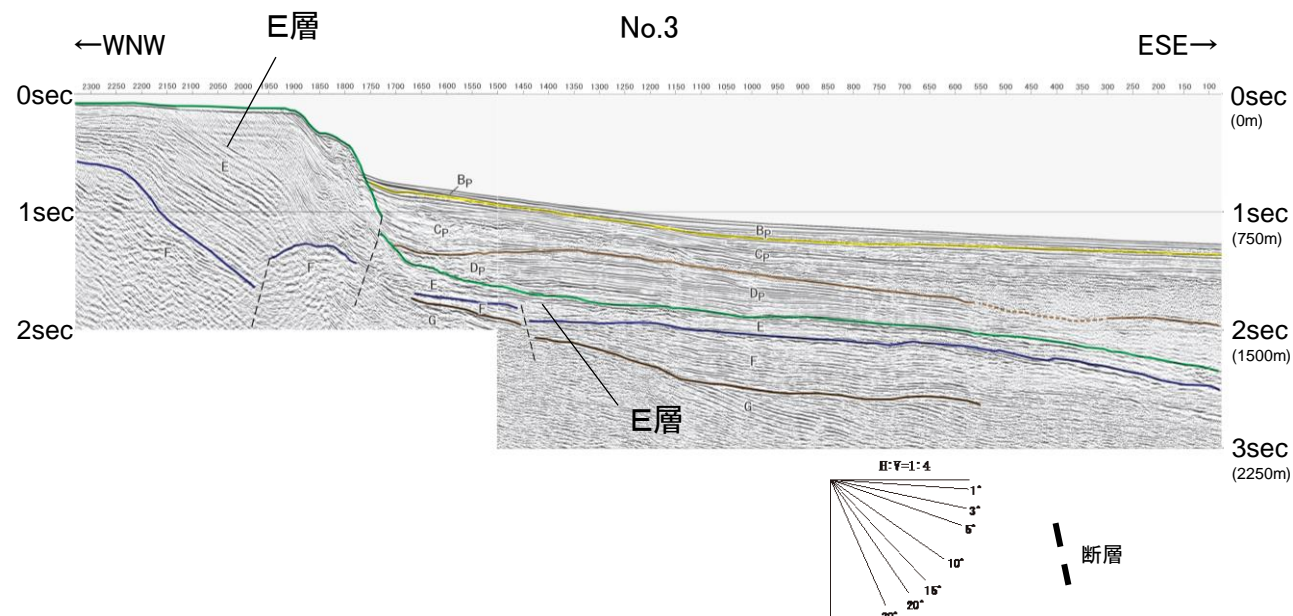 E層
No.3
←WNW
ESE→
2300 2250 2200 2150 2100 2050 2000 1950 1900 1850 1800 1750 1700 1650 1600 1550 1500 1450 1400 1350 1300 1250 1200 1150 1100 1050 1000 950 900 850 800 750 700 650 600 550 500 450 400 350 300 250 200 150 100
0sec
0sec
(0m)
E
BP
1sec
CP
BP
1sec
(750m)
F
F
CP
DP
DP
E
F
G
E
2sec
2sec
(1500m)
F
E層
G
3sec
(2250m)
H:V=1:4
1°
3°
5°
10°
15°
20°
断層